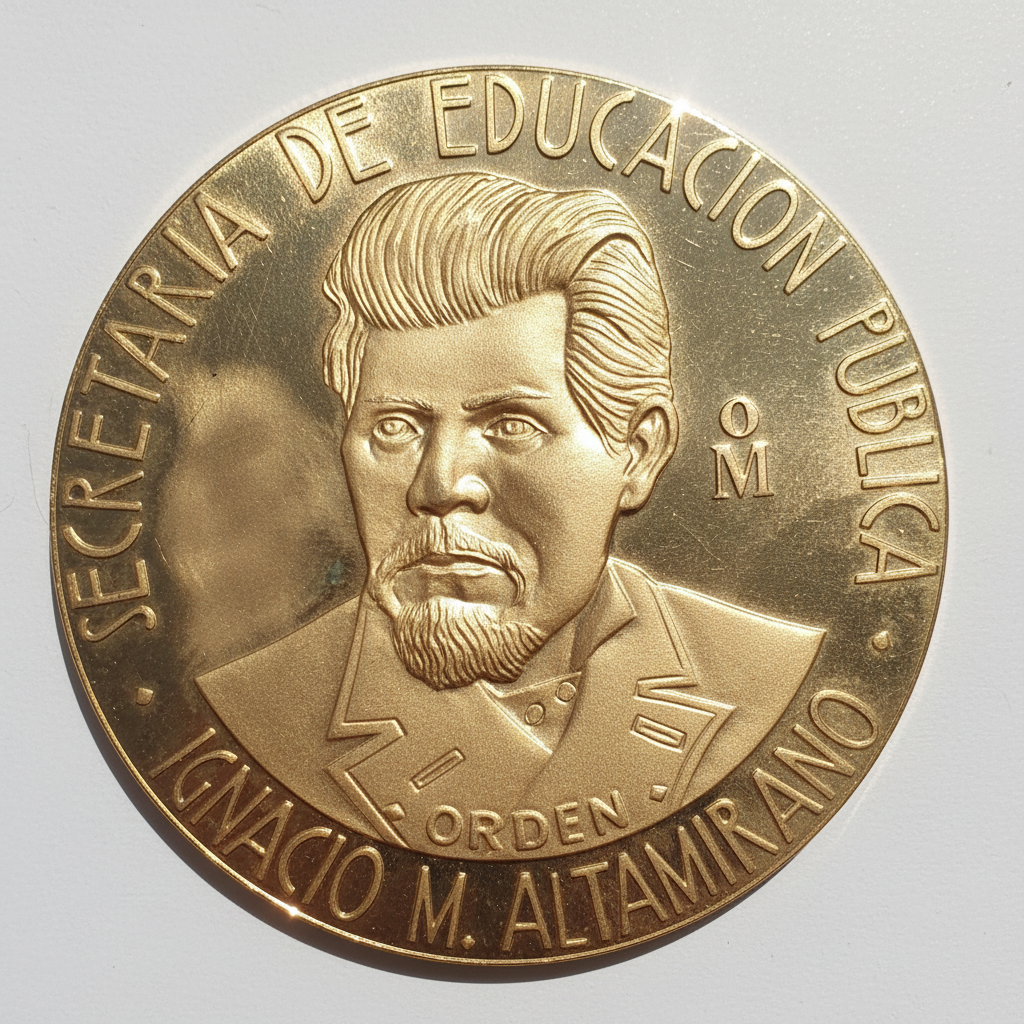 SECRETARIA DE EDUCACION PUBLICA
OM
· ORDEN ·
· IGNACIO M. ALTAMIRANO ·